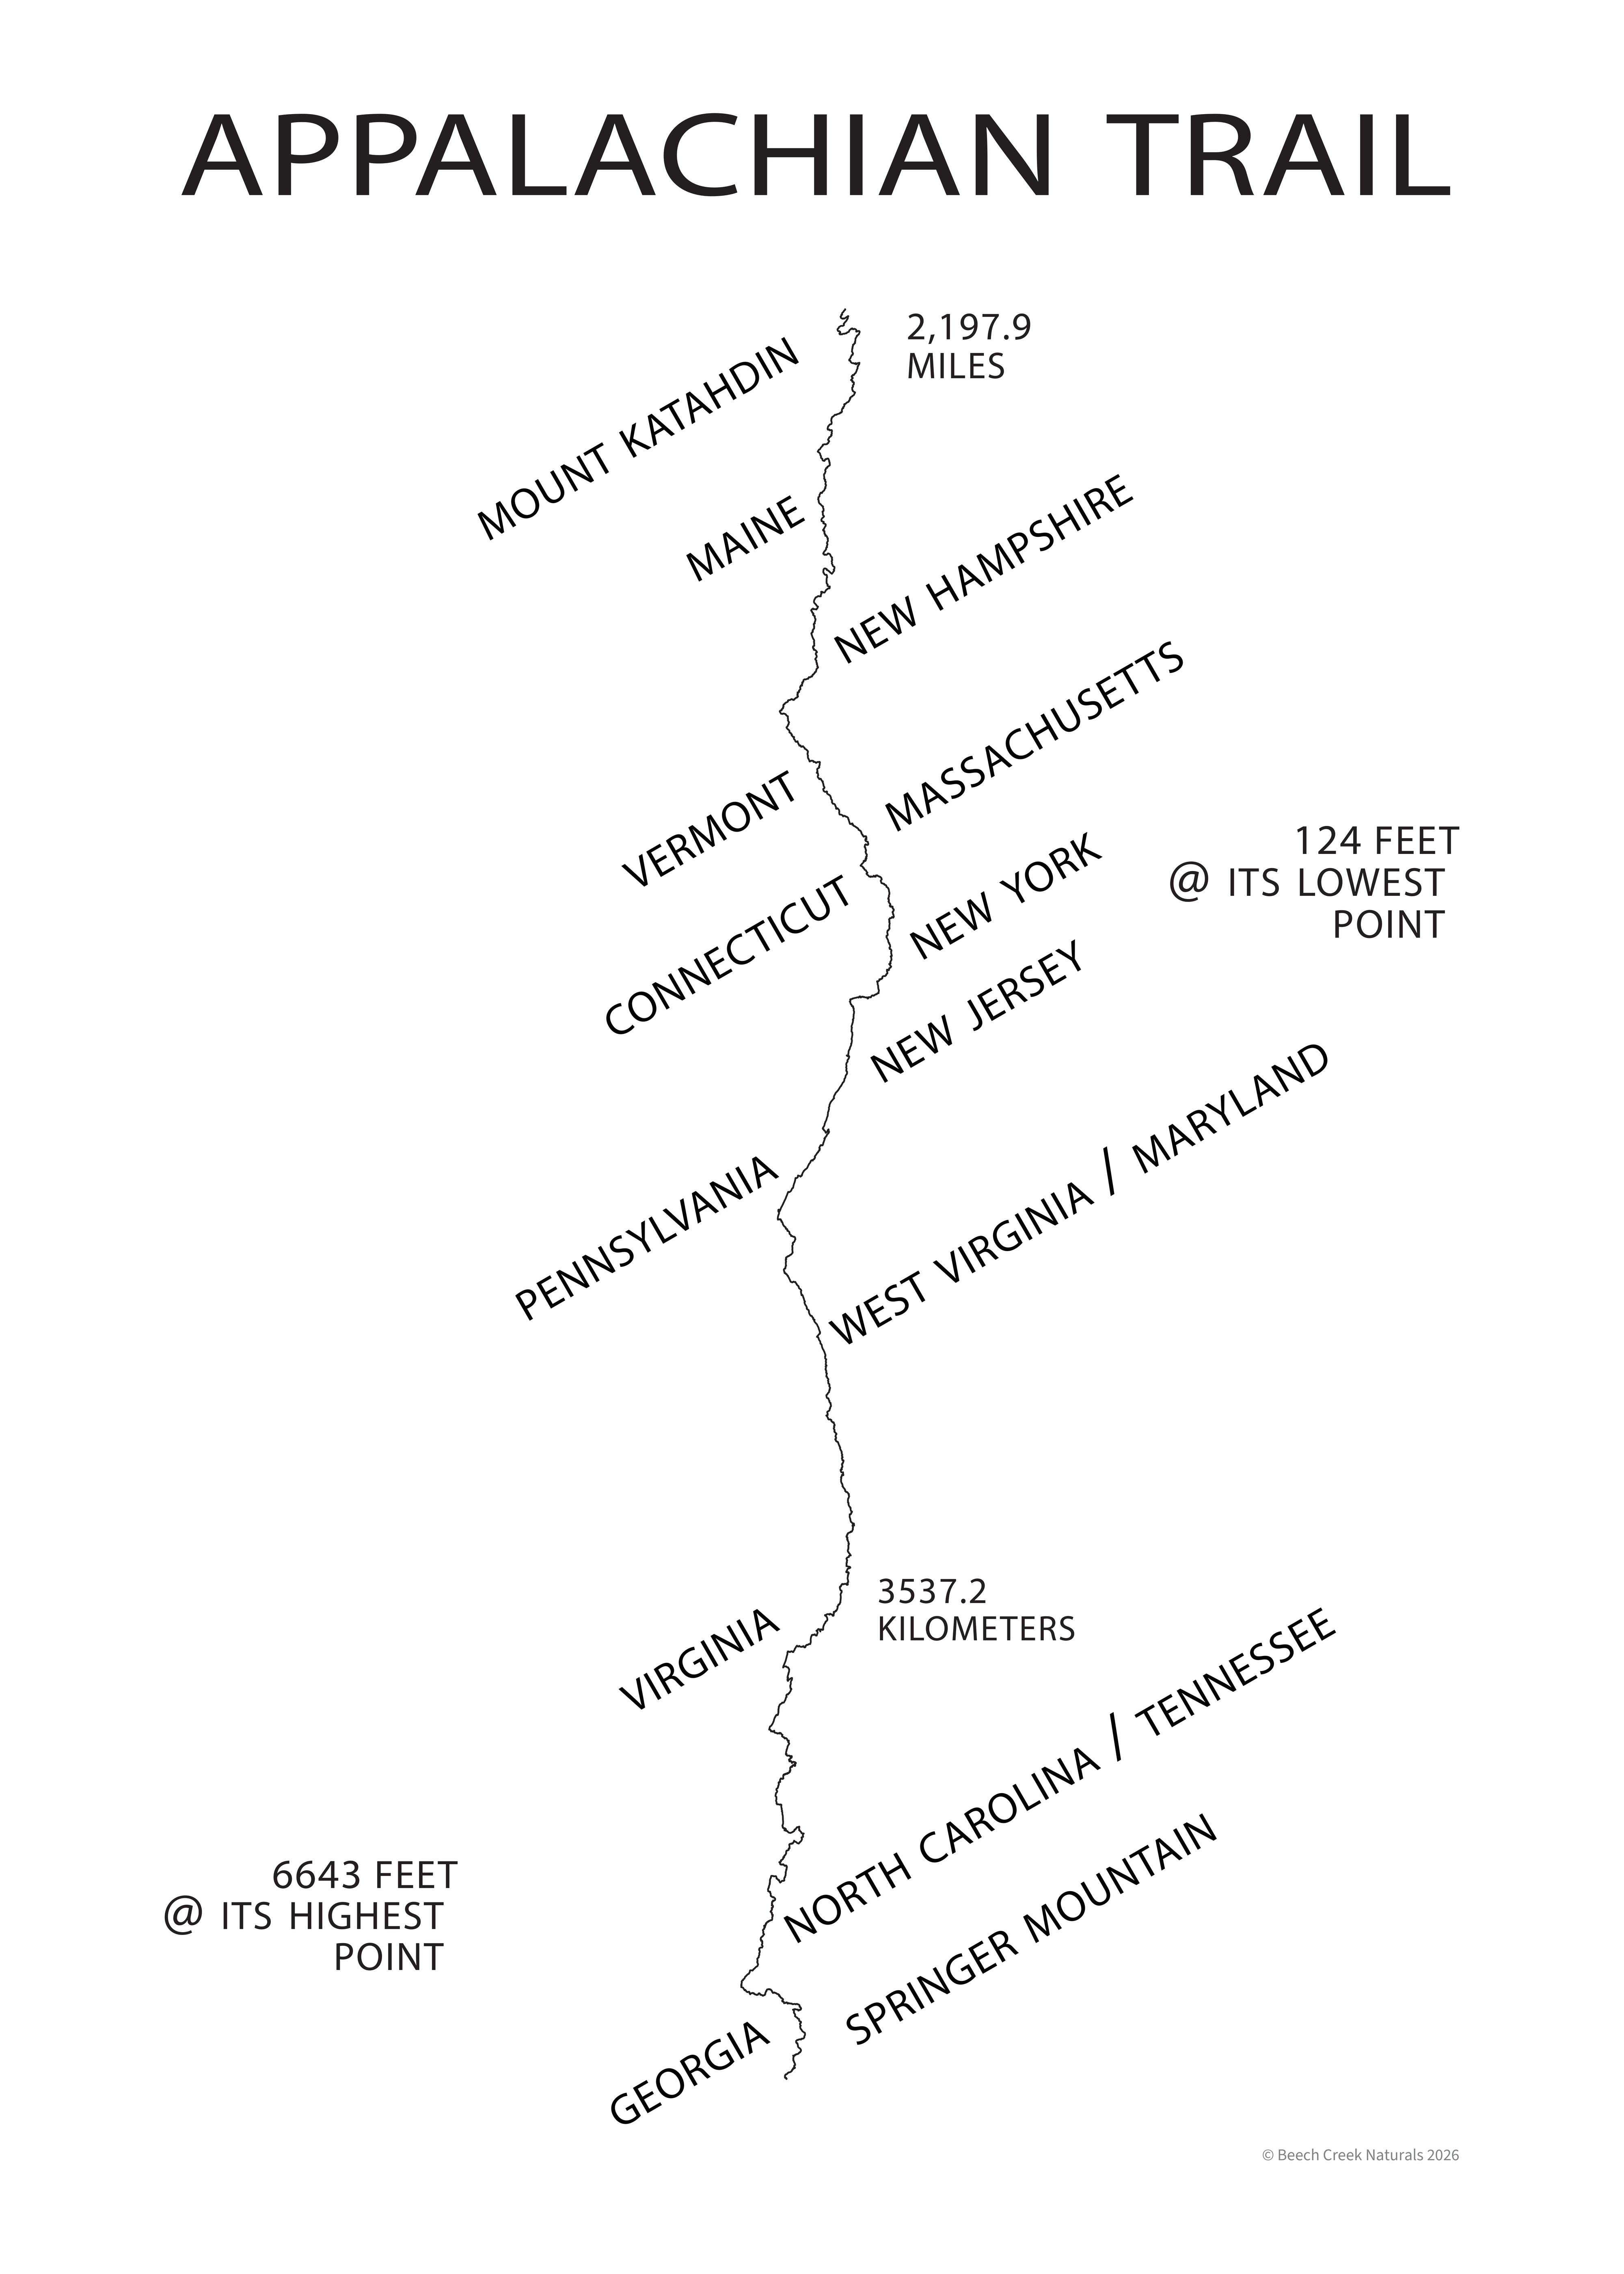 APPALACHIAN TRAIL
2,197.9
MILES
MOUNT KATAHDIN
MAINE
NEW HAMPSHIRE
MASSACHUSETTS
VERMONT
124 FEET
@ ITS LOWEST
POINT
NEW YORK
CONNECTICUT
NEW JERSEY
WEST VIRGINIA / MARYLAND
PENNSYLVANIA
3537.2
KILOMETERS
VIRGINIA
NORTH CAROLINA / TENNESSEE
6643 FEET
@ ITS HIGHEST
POINT
SPRINGER MOUNTAIN
GEORGIA
© Beech Creek Naturals 2026